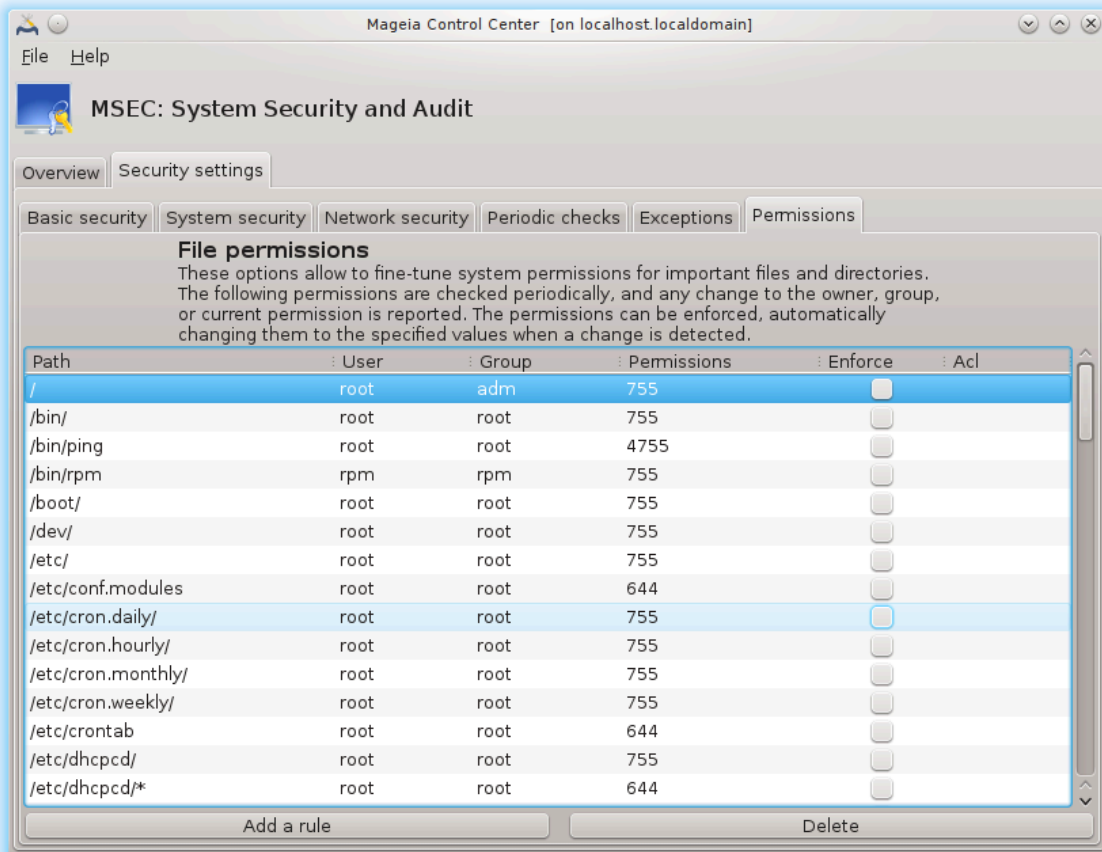 Mageia Control Center [on localhost.localdomain]
File Help
MSEC: System Security and Audit
Overview Security settings
Basic security System security Network security Periodic checks Exceptions Permissions
File permissions
These options allow to fine-tune system permissions for important files and directories.
The following permissions are checked periodically, and any change to the owner, group,
or current permission is reported. The permissions can be enforced, automatically
changing them to the specified values when a change is detected.
Path User Group Permissions Enforce Acl
/ root adm 755
/bin/ root root 755
/bin/ping root root 4755
/bin/rpm rpm rpm 755
/boot/ root root 755
/dev/ root root 755
/etc/ root root 755
/etc/conf.modules root root 644
/etc/cron.daily/ root root 755
/etc/cron.hourly/ root root 755
/etc/cron.monthly/ root root 755
/etc/cron.weekly/ root root 755
/etc/crontab root root 644
/etc/dhcpcd/ root root 755
/etc/dhcpcd/* root root 644
Add a rule Delete